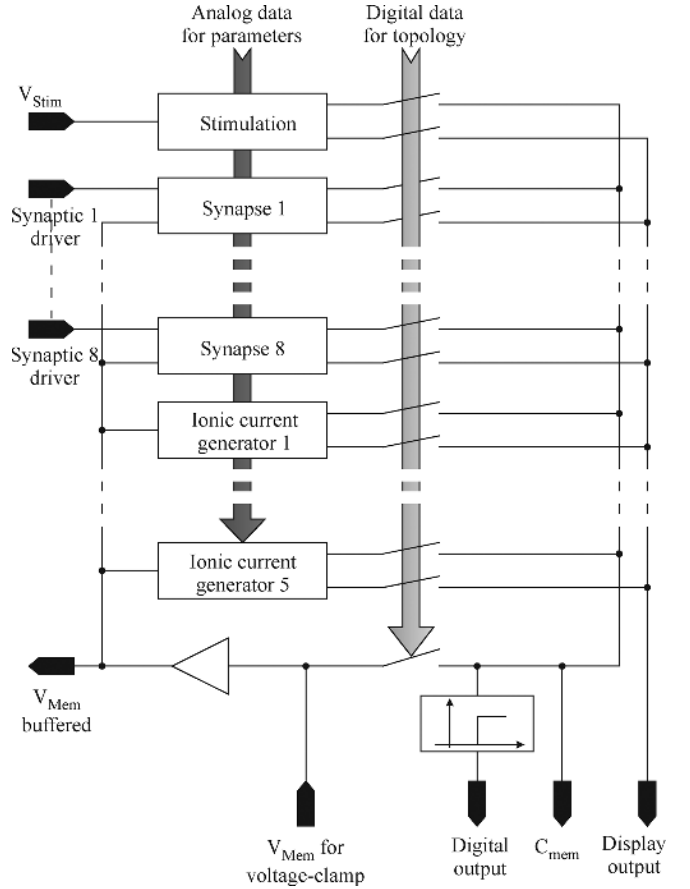 Analog data
for parameters
Digital data
for topology
V_Stim
Stimulation
Synaptic 1
driver
Synapse 1
Synaptic 8
driver
Synapse 8
Ionic current
generator 1
Ionic current
generator 5
V_Mem
buffered
V_Mem for
voltage-clamp
Digital
output
C_mem
Display
output